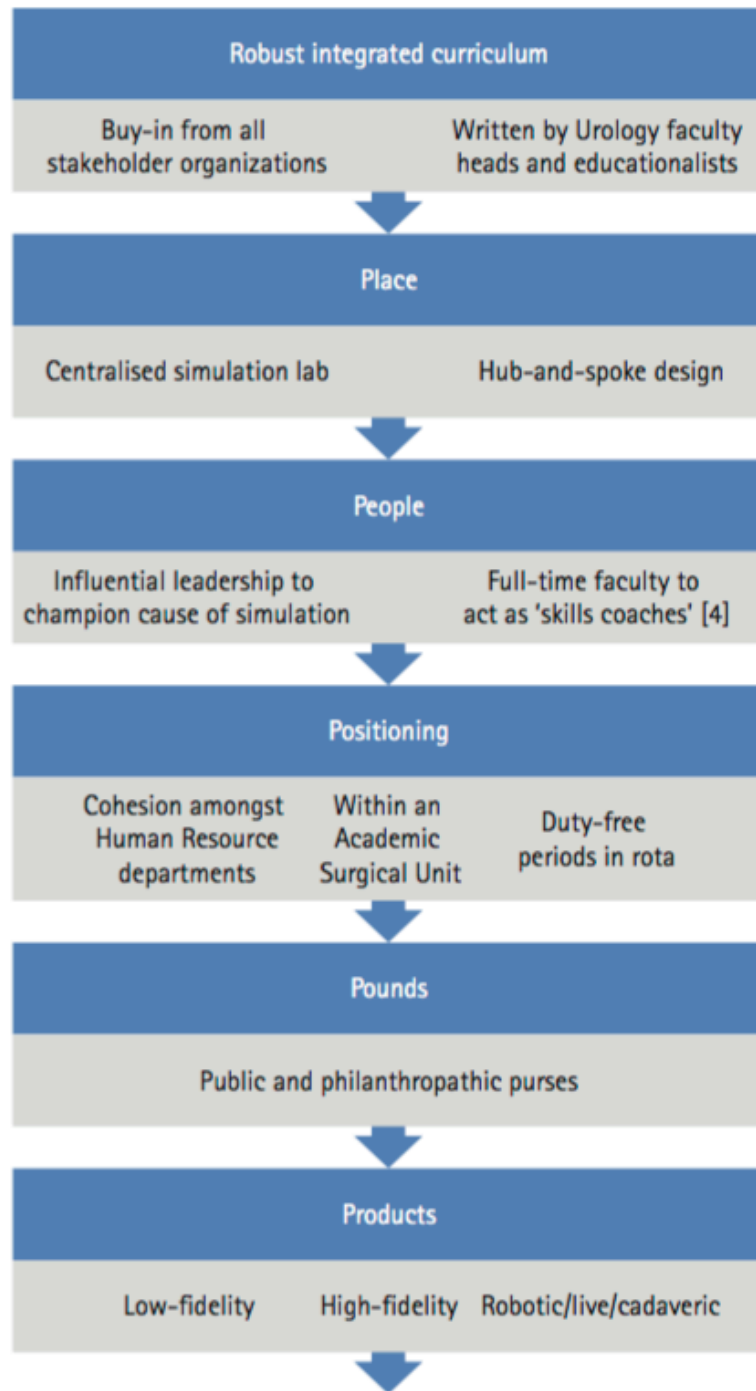 Robust integrated curriculum
Buy-in from all
stakeholder organizations
Written by Urology faculty
heads and educationalists
Place
Centralised simulation lab
Hub-and-spoke design
People
Influential leadership to
champion cause of simulation
Full-time faculty to
act as ‘skills coaches’ [4]
Positioning
Cohesion amongst
Human Resource
departments
Within an
Academic
Surgical Unit
Duty-free
periods in rota
Pounds
Public and philanthropathic purses
Products
Low-fidelity
High-fidelity
Robotic/live/cadaveric